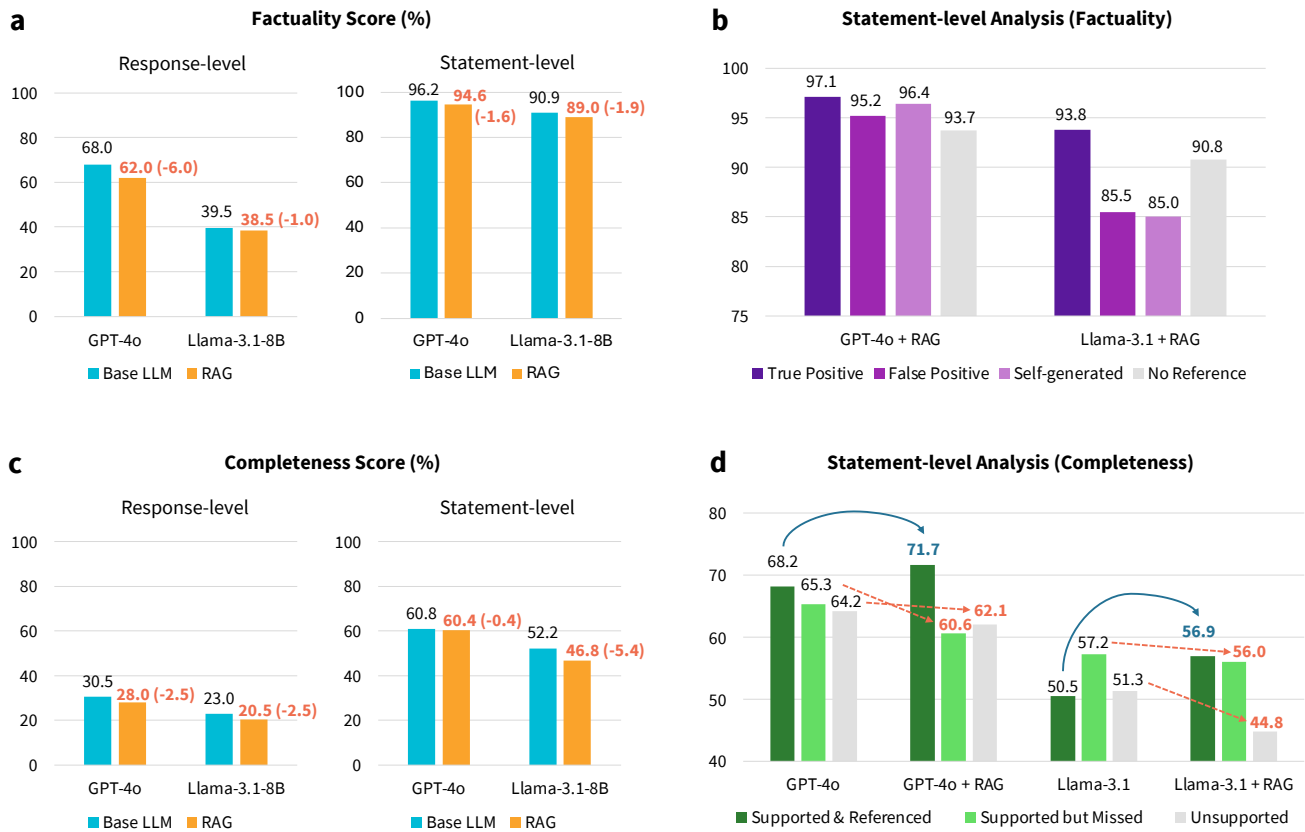 a
Factuality Score (%)
Response-level
Statement-level
100
80
60
40
20
0
68.0
62.0 (-6.0)
39.5
38.5 (-1.0)
GPT-4o
Llama-3.1-8B
Base LLM
RAG
100
80
60
40
20
0
96.2
94.6
(-1.6)
90.9
89.0 (-1.9)
GPT-4o
Llama-3.1-8B
Base LLM
RAG
b
Statement-level Analysis (Factuality)
100
95
90
85
80
75
97.1
95.2
96.4
93.7
93.8
85.5
85.0
90.8
GPT-4o + RAG
Llama-3.1 + RAG
True Positive
False Positive
Self-generated
No Reference
c
Completeness Score (%)
Response-level
Statement-level
100
80
60
40
20
0
30.5
28.0 (-2.5)
23.0
20.5 (-2.5)
GPT-4o
Llama-3.1-8B
Base LLM
RAG
100
80
60
40
20
0
60.8
60.4 (-0.4)
52.2
46.8 (-5.4)
GPT-4o
Llama-3.1-8B
Base LLM
RAG
d
Statement-level Analysis (Completeness)
80
70
60
50
40
68.2
65.3
64.2
71.7
60.6
62.1
50.5
57.2
51.3
56.9
56.0
44.8
GPT-4o
GPT-4o + RAG
Llama-3.1
Llama-3.1 + RAG
Supported & Referenced
Supported but Missed
Unsupported